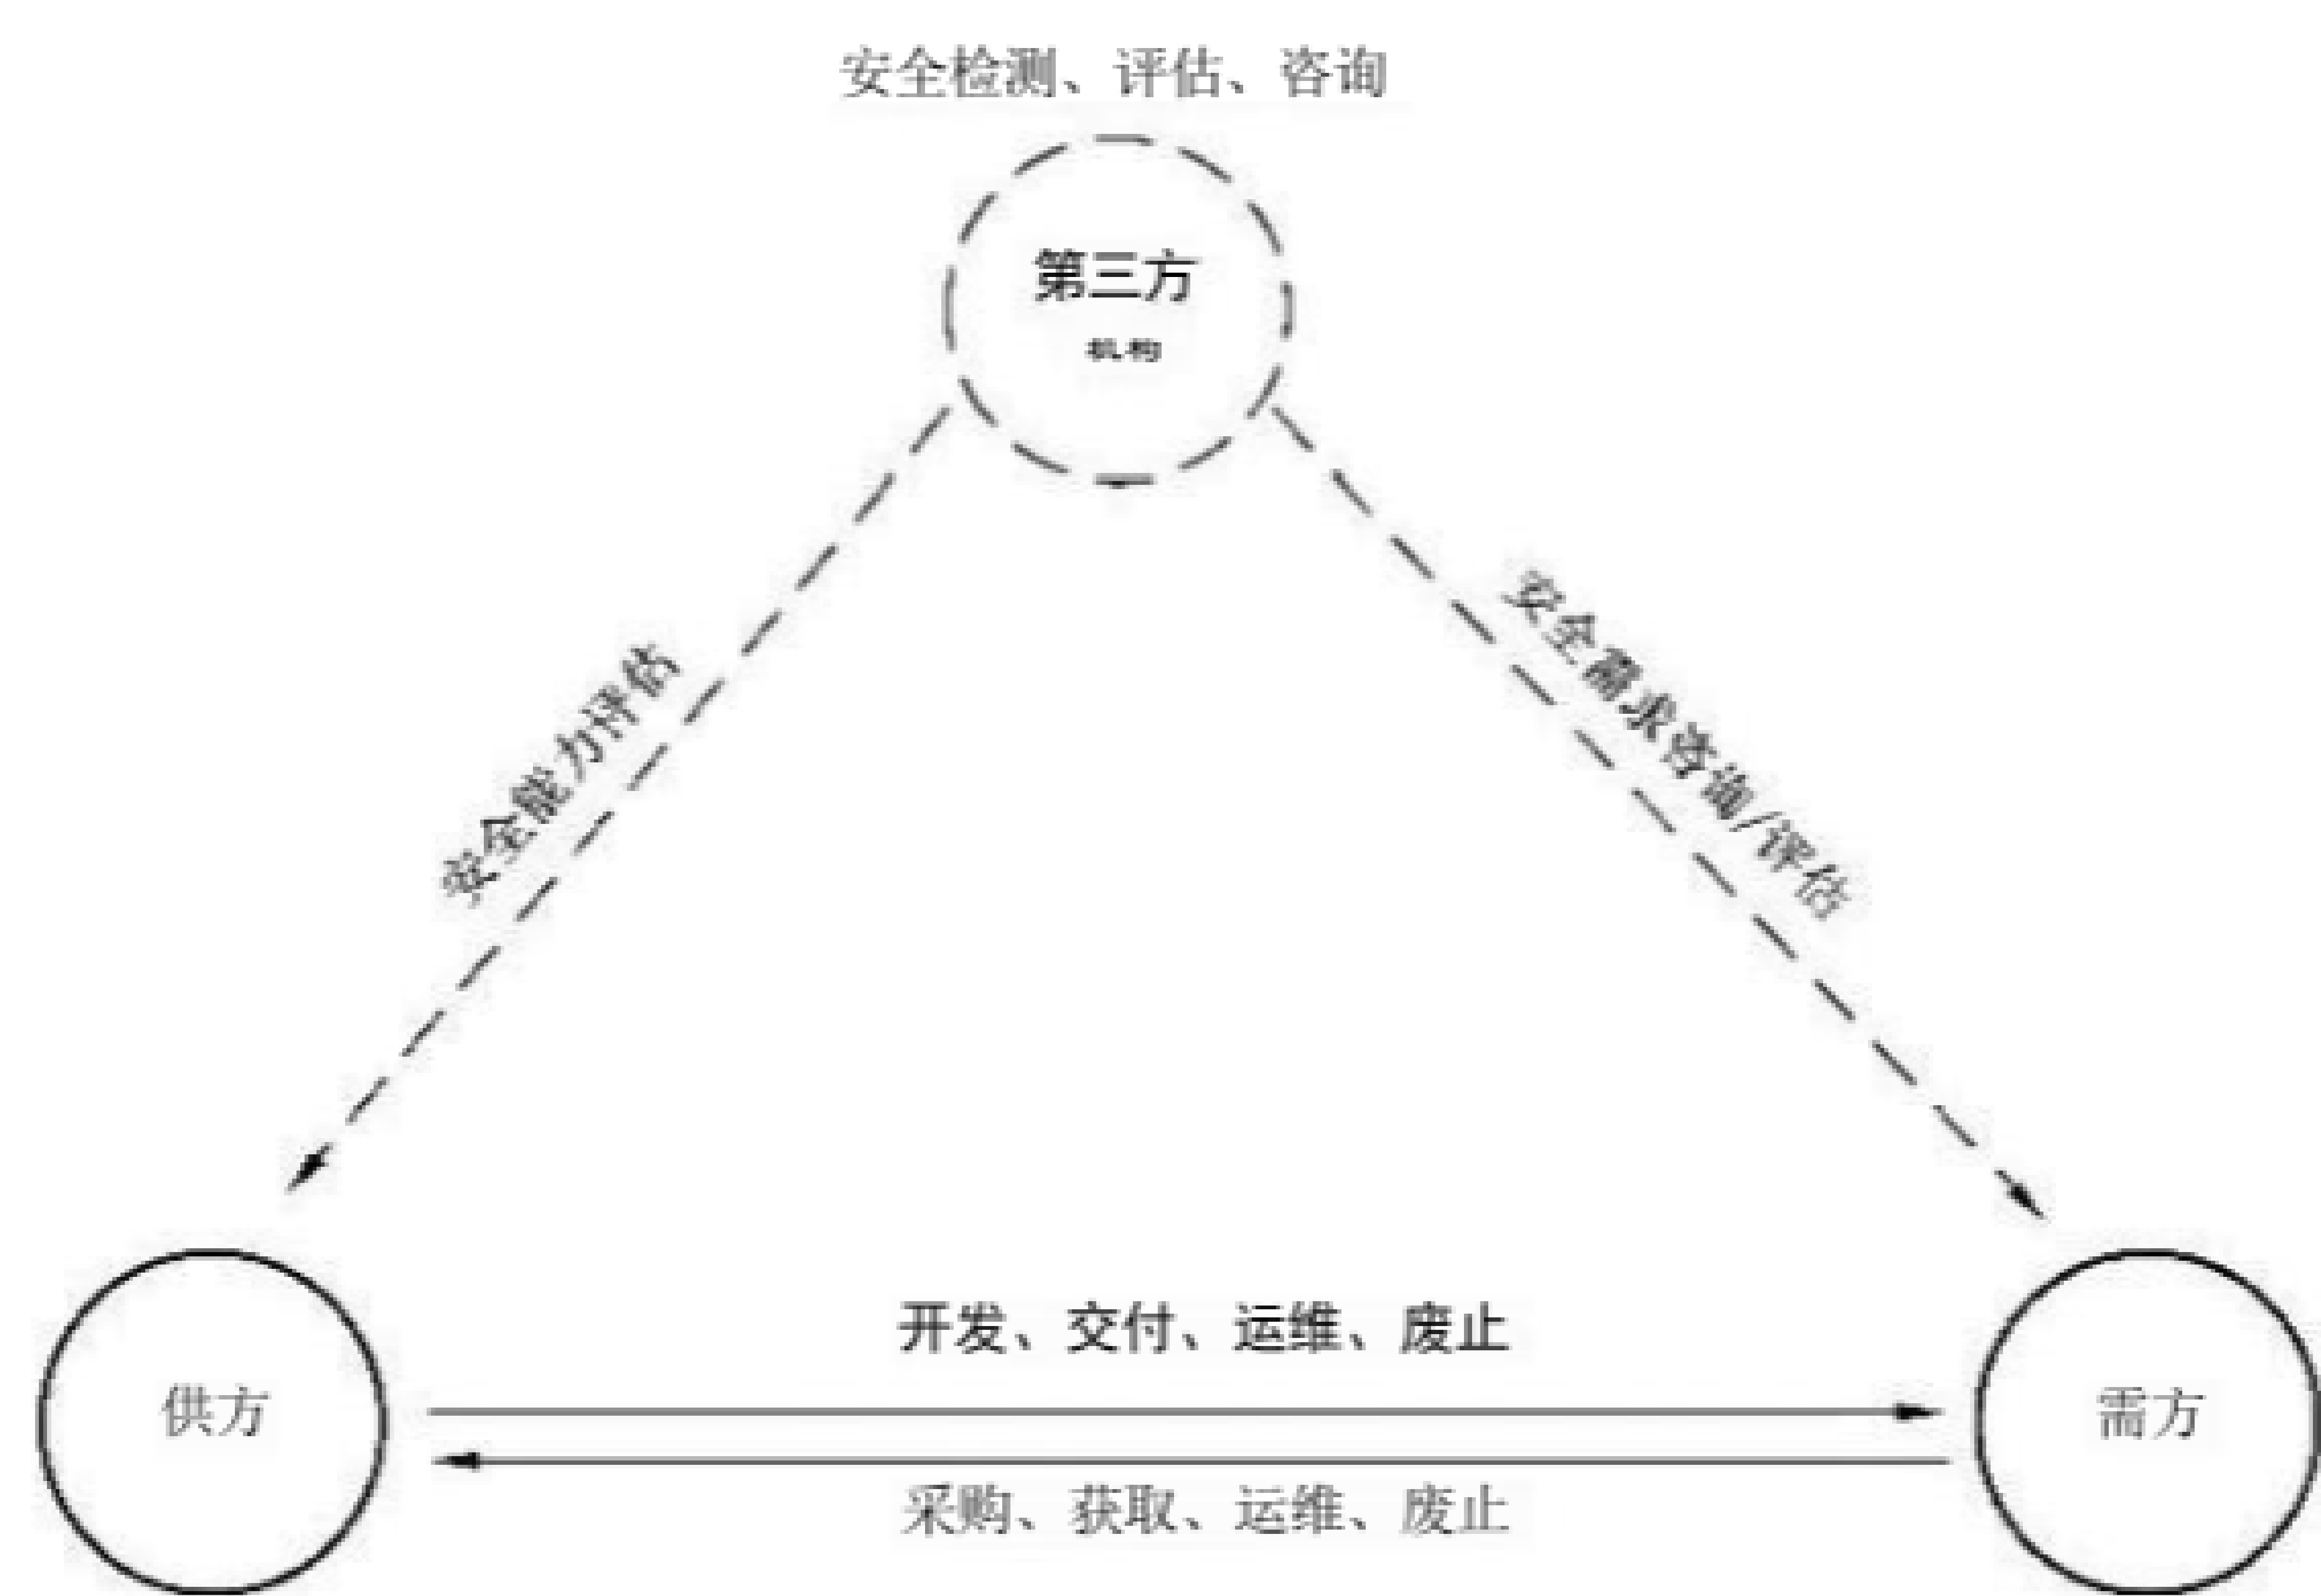 安全检测、评估、咨询
第三方
机构
安全能力评估
安全需求咨询/评估
开发、交付、运维、废止
供方
需方
采购、获取、运维、废止